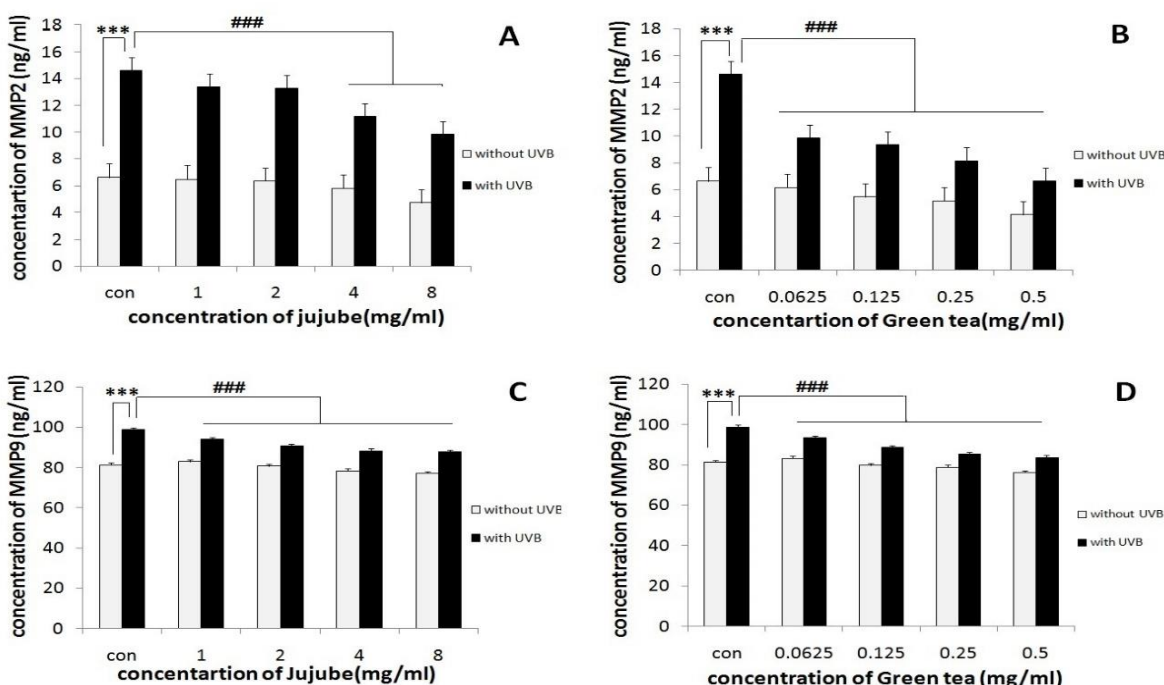 A
concentartion of MMP2 (ng/ml)
18
16
14
12
10
8
6
4
2
0
***
###
without UVB
with UVB
con 1 2 4 8
concentration of jujube(mg/ml)
B
concentration of MMP2 (ng/ml)
18
16
14
12
10
8
6
4
2
0
***
###
without UVB
with UVB
con 0.0625 0.125 0.25 0.5
concentartion of Green tea(mg/ml)
C
concentration of MMP9 (ng/ml)
120
100
80
60
40
20
0
***
###
without UVB
with UVB
con 1 2 4 8
concentartion of Jujube(mg/ml)
D
concentration of MMP9 (ng/ml)
120
100
80
60
40
20
0
***
###
without UVB
with UVB
con 0.0625 0.125 0.25 0.5
concentration of Green tea (mg/ml)